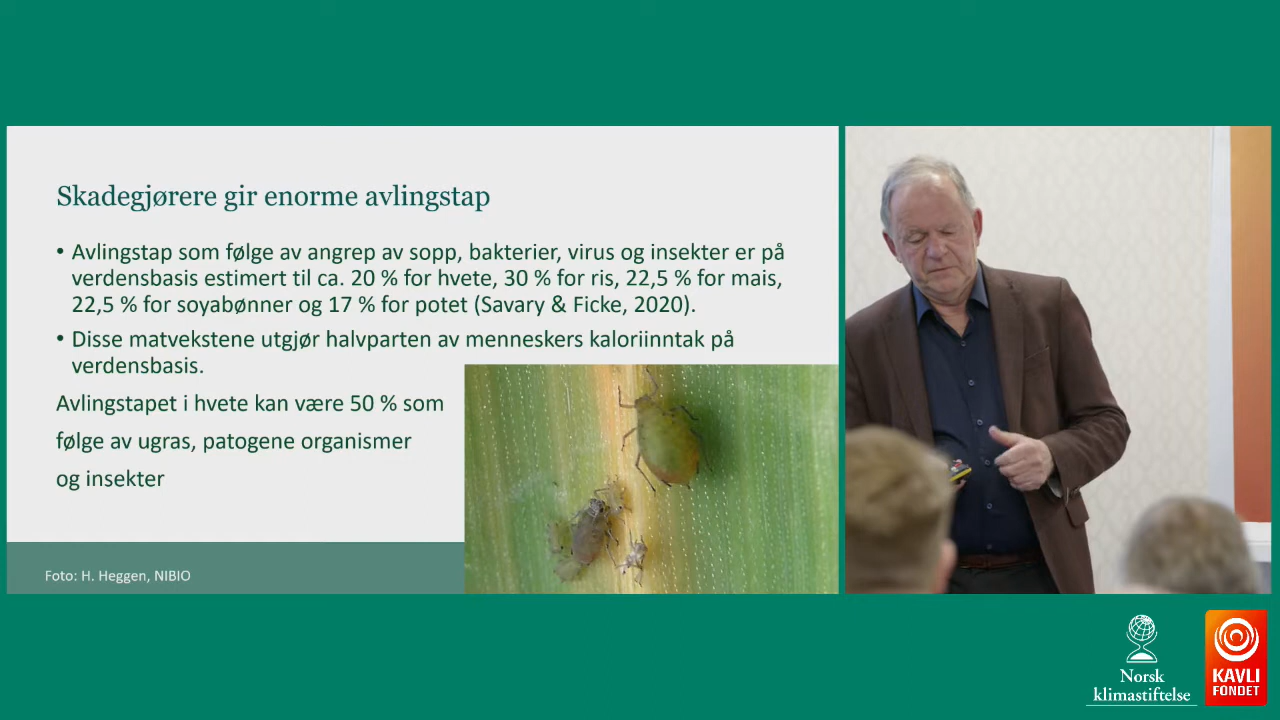 Skadegjørere gir enorme avlingstap
• Avlingstap som følge av angrep av sopp, bakterier, virus og insekter er på
verdensbasis estimert til ca. 20 % for hvete, 30 % for ris, 22,5 % for mais,
22,5 % for soyabønner og 17 % for potet (Savary & Ficke, 2020).
• Disse matvekstene utgjør halvparten av menneskers kaloriinntak på
verdensbasis.
Avlingstapet i hvete kan være 50 % som
følge av ugras, patogene organismer
og insekter
Foto: H. Heggen, NIBIO
Norsk
klimastiftelse
KAVLI
FONDET